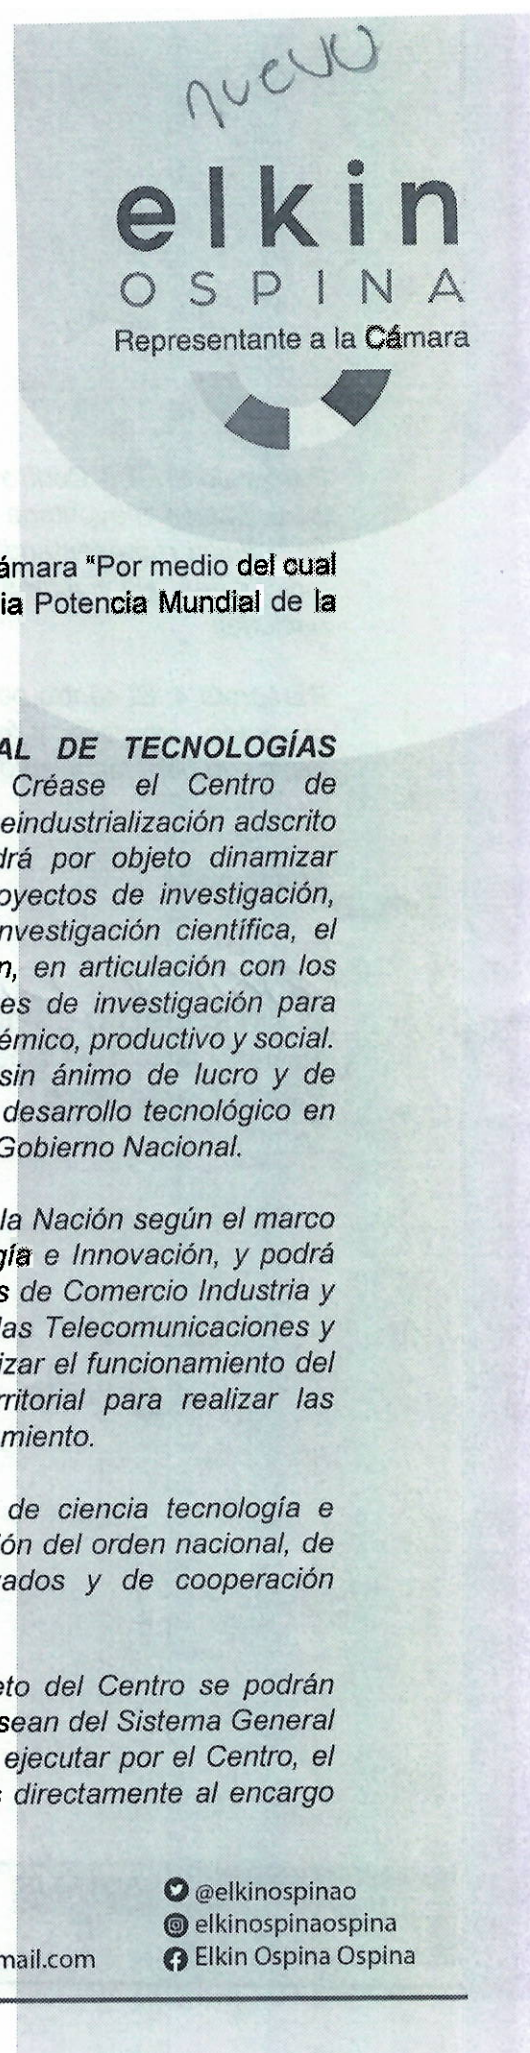 nuevo
elkin
OSPINA
Representante a la Cámara
ámara "Por medio del cual
ia Potencia Mundial de la
AL DE TECNOLOGÍAS
Créase el Centro de
eindustrialización adscrito
drá por objeto dinamizar
oyectos de investigación,
nvestigación científica, el
n, en articulación con los
es de investigación para
émico, productivo y social.
sin ánimo de lucro y de
desarrollo tecnológico en
Gobierno Nacional.
la Nación según el marco
gía e Innovación, y podrá
s de Comercio Industria y
las Telecomunicaciones y
izar el funcionamiento del
rritorial para realizar las
miento.
de ciencia tecnología e
ión del orden nacional, de
vados y de cooperación
eto del Centro se podrán
sean del Sistema General
ejecutar por el Centro, el
s directamente al encargo
@elkinospinao
elkinospinaospina
mail.com Elkin Ospina Ospina